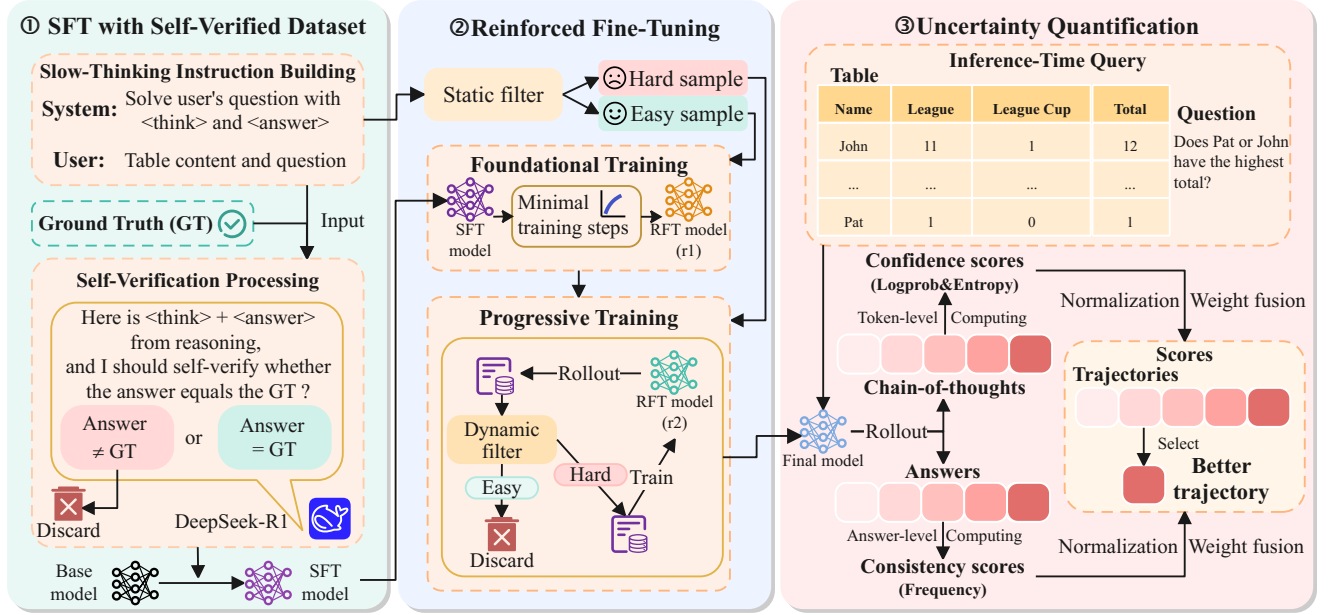 ① SFT with Self-Verified Dataset
Slow-Thinking Instruction Building
System: Solve user's question with
<think> and <answer>
User: Table content and question
Ground Truth (GT)
Input
Self-Verification Processing
Here is <think> + <answer>
from reasoning,
and I should self-verify whether
the answer equals the GT ?
Answer
≠ GT
or
Answer
= GT
Discard
DeepSeek-R1
Base
model
SFT
model
②Reinforced Fine-Tuning
Static filter
Hard sample
Easy sample
Foundational Training
SFT
model
Minimal
training steps
RFT model
(r1)
Progressive Training
Rollout
RFT model
(r2)
Dynamic
filter
Easy
Hard
Train
Discard
③Uncertainty Quantification
Inference-Time Query
Table
Name League League Cup Total
John 11 1 12
... ... ... ...
Pat 1 0 1
Question
Does Pat or John
have the highest
total?
Final model
Rollout
Confidence scores
(Logprob&Entropy)
Token-level Computing
Chain-of-thoughts
Answers
Answer-level Computing
Consistency scores
(Frequency)
Normalization Weight fusion
Scores
Trajectories
Select
Better
trajectory
Normalization Weight fusion